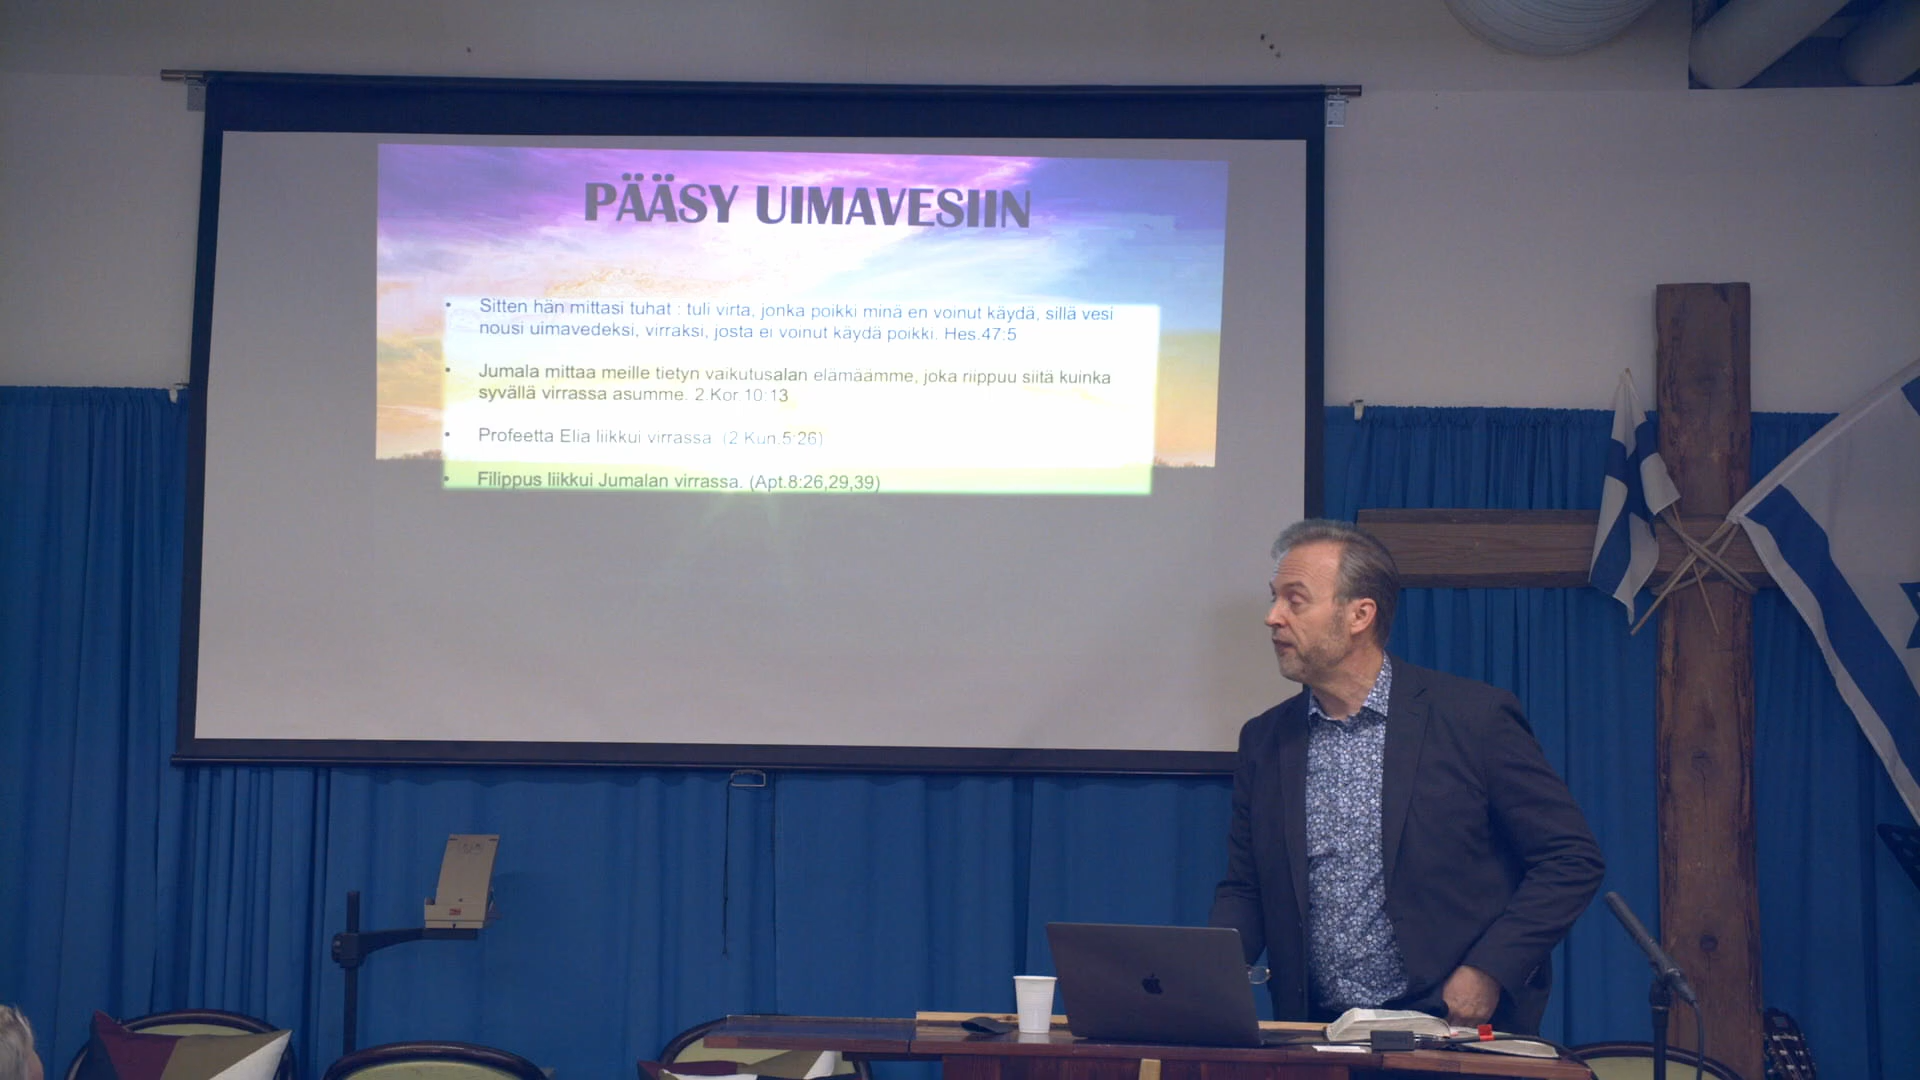 PÄÄSY UIMAVESIIN
• Sitten hän mittasi tuhat : tuli virta, jonka poikki minä en voinut käydä, sillä vesi
nousi uimavedeksi, virraksi, josta ei voinut käydä poikki. Hes.47:5
• Jumala mittaa meille tietyn vaikutusalan elämäämme, joka riippuu siitä kuinka
syvällä virrassa asumme. 2.Kor.10:13
• Profeetta Elia liikkui virrassa (2 Kun.5:26)
• Filippus liikkui Jumalan virrassa. (Apt.8:26,29,39)